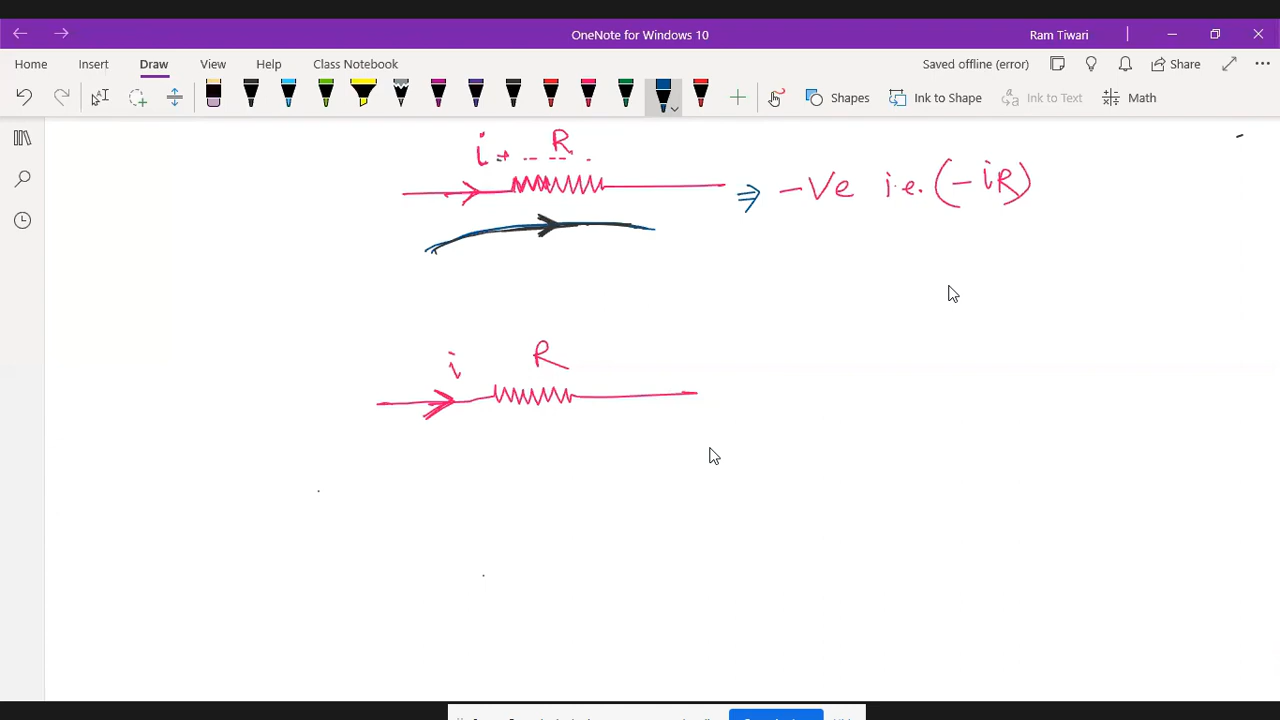 OneNote for Windows 10
Ram Tiwari
Home Insert Draw View Help Class Notebook
Saved offline (error) Share
Shapes Ink to Shape Ink to Text Math
i R
⇒ -Ve i.e. (-iR)
i R